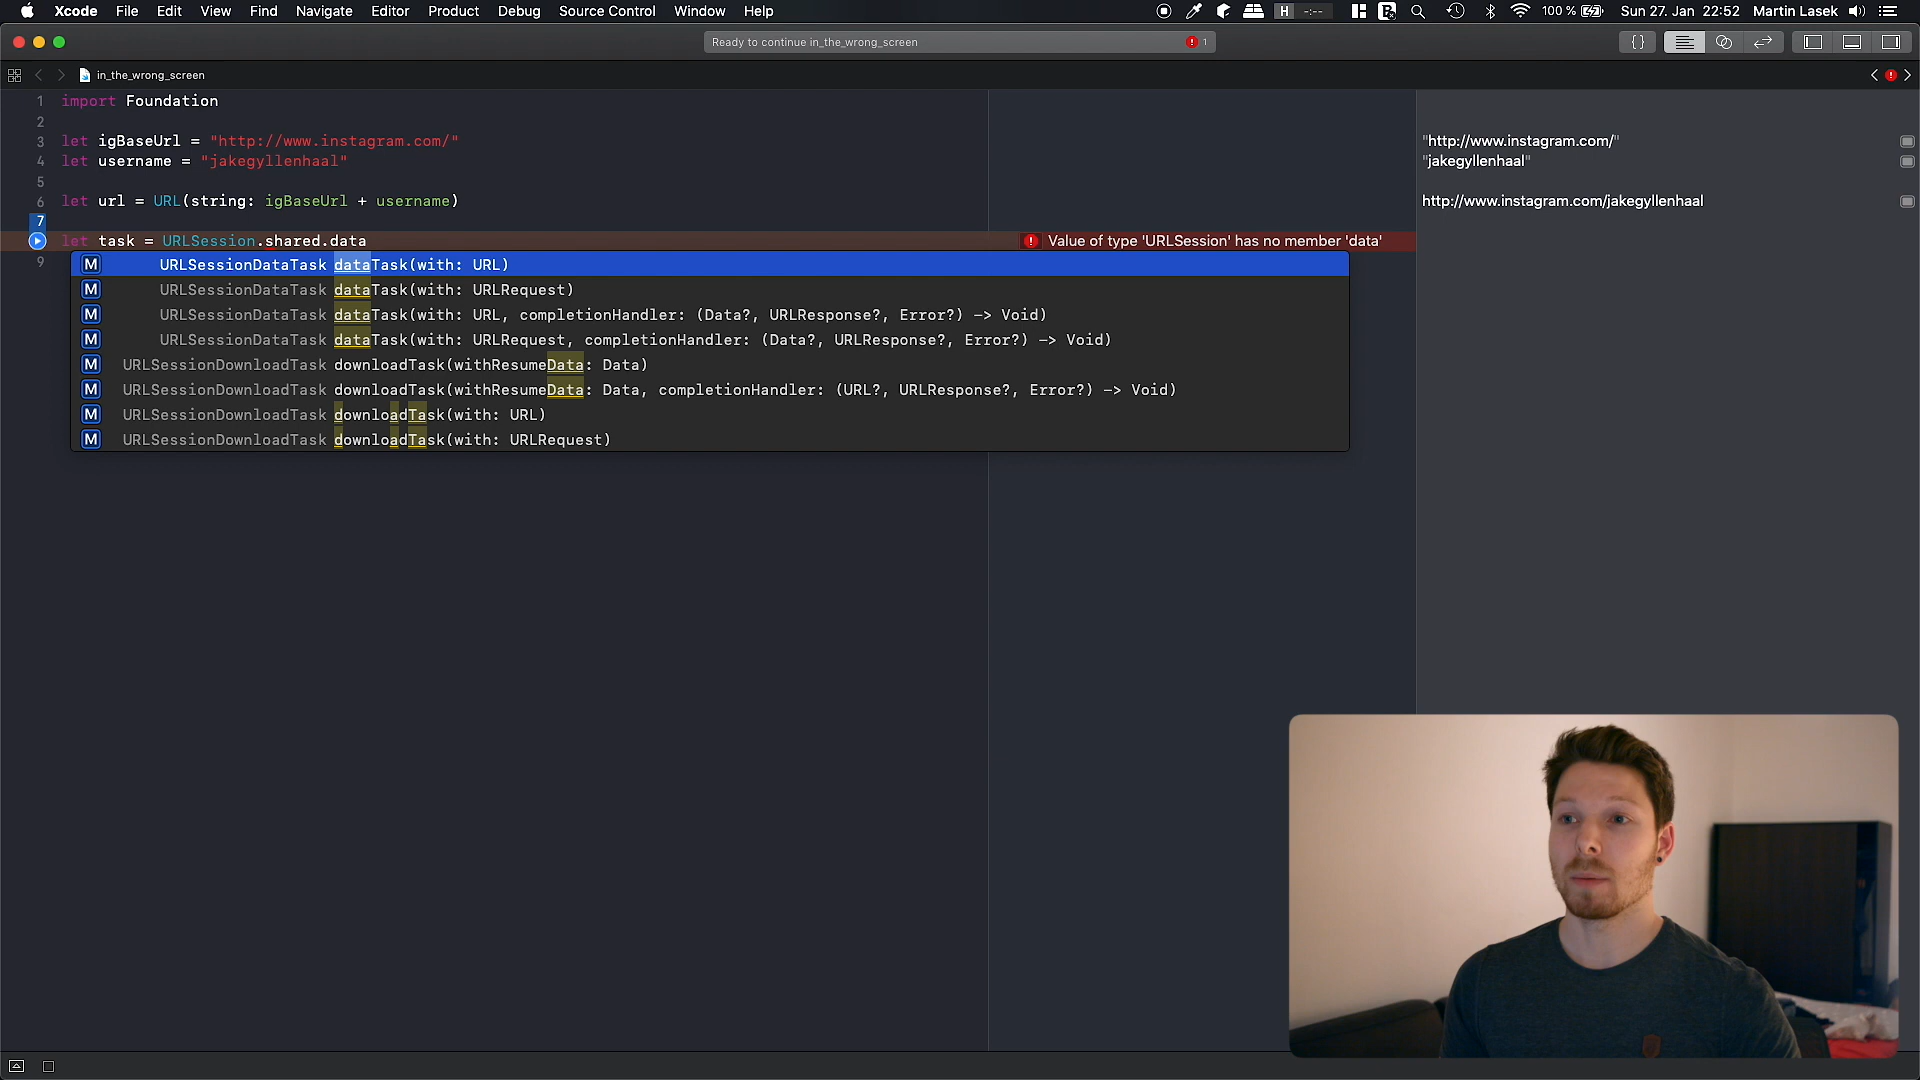 Xcode File Edit View Find Navigate Editor Product Debug Source Control Window Help H -:-- 100 % Sun 27. Jan 22:52 Martin Lasek
Ready to continue in_the_wrong_screen 1
in_the_wrong_screen
1 import Foundation
2
3 let igBaseUrl = "http://www.instagram.com/" "http://www.instagram.com/"
4 let username = "jakegyllenhaal" "jakegyllenhaal"
5
6 let url = URL(string: igBaseUrl + username) http://www.instagram.com/jakegyllenhaal
7
let task = URLSession.shared.data Value of type 'URLSession' has no member 'data'
9
M URLSessionDataTask dataTask(with: URL)
M URLSessionDataTask dataTask(with: URLRequest)
M URLSessionDataTask dataTask(with: URL, completionHandler: (Data?, URLResponse?, Error?) -> Void)
M URLSessionDataTask dataTask(with: URLRequest, completionHandler: (Data?, URLResponse?, Error?) -> Void)
M URLSessionDownloadTask downloadTask(withResumeData: Data)
M URLSessionDownloadTask downloadTask(withResumeData: Data, completionHandler: (URL?, URLResponse?, Error?) -> Void)
M URLSessionDownloadTask downloadTask(with: URL)
M URLSessionDownloadTask downloadTask(with: URLRequest)